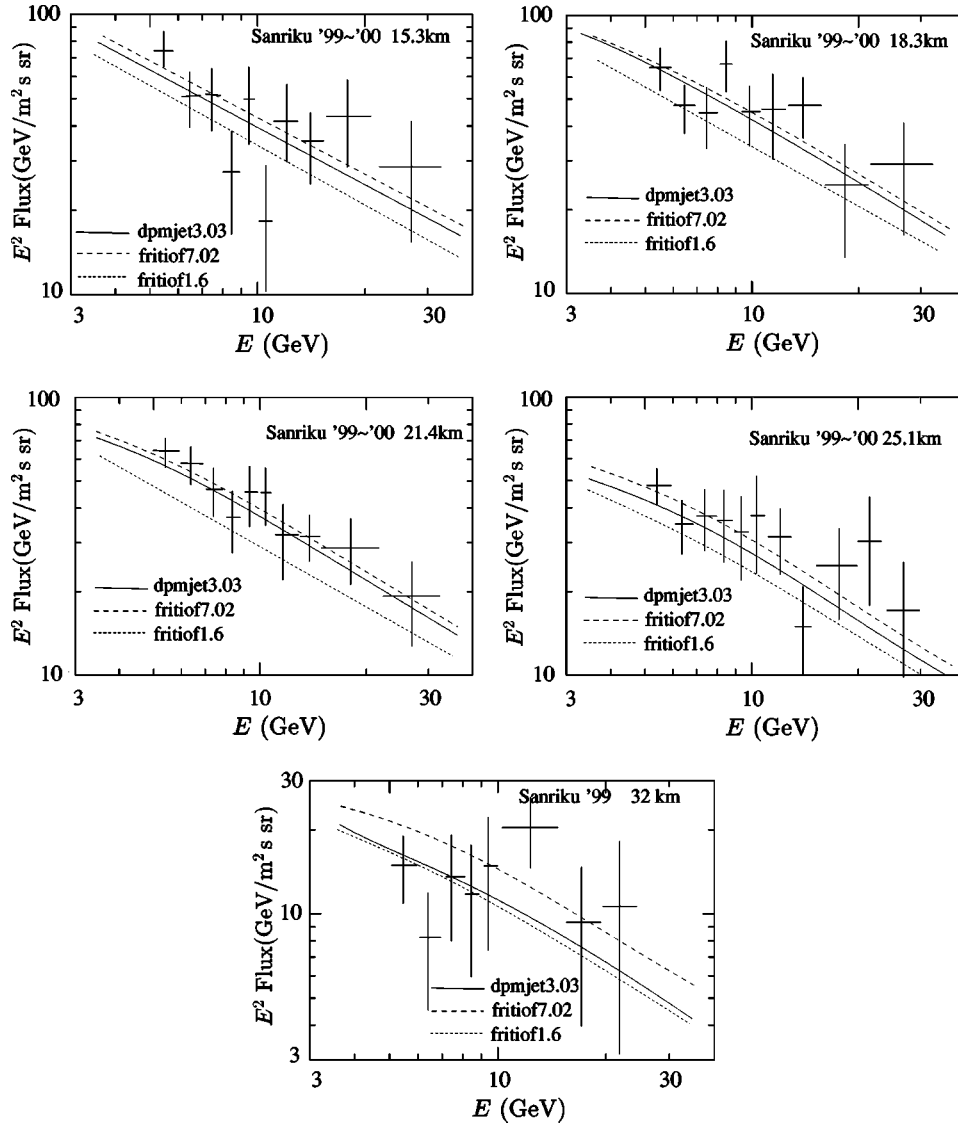 100
Sanriku '99~'00 15.3km
E² Flux(GeV/m² s sr)
dpmjet3.03
fritiof7.02
fritiof1.6
10
3 10 30
E (GeV)
100
Sanriku '99~'00 18.3km
E² Flux(GeV/m² s sr)
dpmjet3.03
fritiof7.02
fritiof1.6
10
3 10 30
E (GeV)
100
Sanriku '99~'00 21.4km
E² Flux(GeV/m² s sr)
dpmjet3.03
fritiof7.02
fritiof1.6
10
3 10 30
E (GeV)
100
Sanriku '99~'00 25.1km
E² Flux(GeV/m² s sr)
dpmjet3.03
fritiof7.02
fritiof1.6
10
3 10 30
E (GeV)
30
Sanriku '99 32 km
E² Flux(GeV/m² s sr)
10
dpmjet3.03
fritiof7.02
fritiof1.6
3
3 10 30
E (GeV)